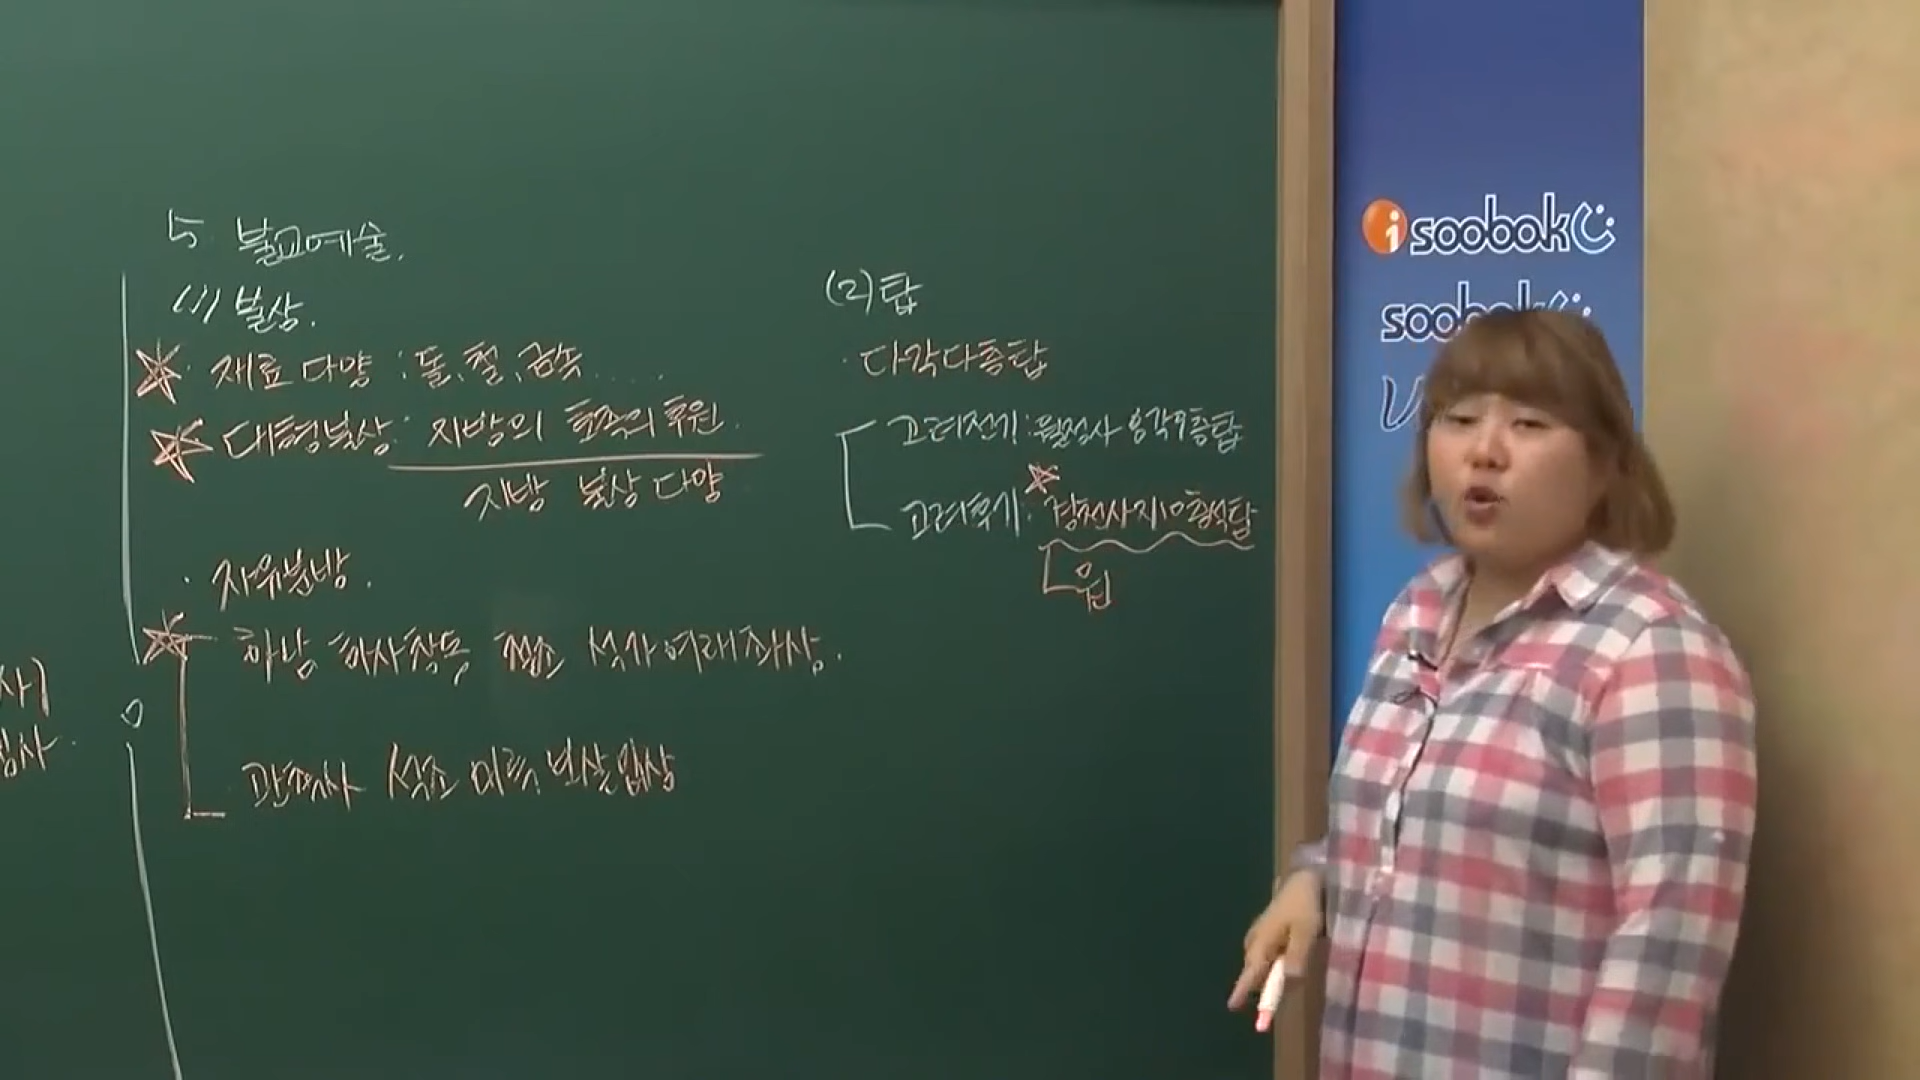 5. 불교예술.
(1) 불상.
· 재료 다양 : 돌, 철, 금속 ....
대형불상 : 지방의 호족의 후원.
지방 불상 다양
· 자유분방.
하남 하사창동 철조 석가여래좌상.
관촉사 석조 미륵 보살입상
사)
사.
(2) 탑
· 다각다층탑
고려전기 : 월정사 8각9층탑
고려후기 : 경천사지10층석탑
원
isoobok
soobok